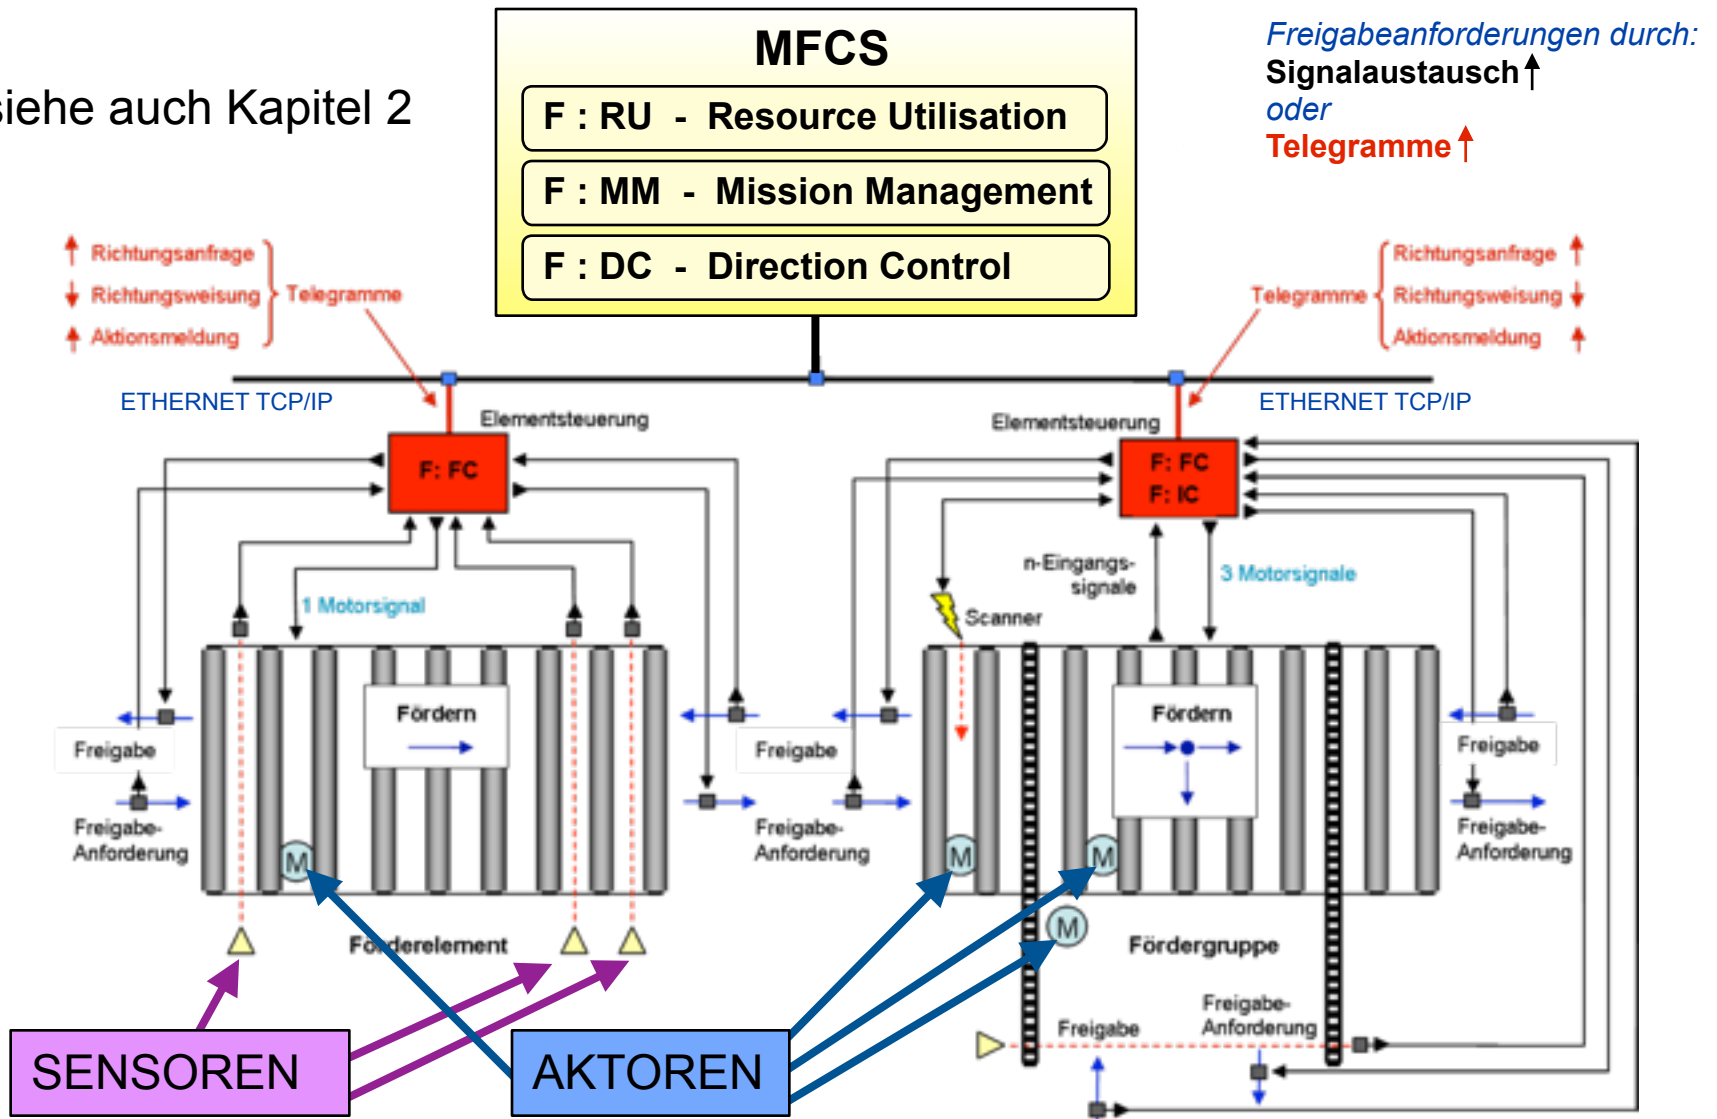 MFCS
F : RU - Resource Utilisation
F : MM - Mission Management
F : DC - Direction Control
siehe auch Kapitel 2
Freigabeanforderungen durch:
Signalaustausch
oder
Telegramme
Richtungsanfrage
Richtungsweisung
Aktionsmeldung
Telegramme
Telegramme
Richtungsanfrage
Richtungsweisung
Aktionsmeldung
ETHERNET TCP/IP
ETHERNET TCP/IP
Elementsteuerung
F: FC
Elementsteuerung
F: FC
F: IC
1 Motorsignal
n-Eingangs-
signale
3 Motorsignale
Scanner
Fördern
Fördern
Freigabe
Freigabe
Freigabe
Freigabe-
Anforderung
Freigabe-
Anforderung
Freigabe-
Anforderung
M
M
M
M
Förderelement
Fördergruppe
Freigabe
Freigabe-
Anforderung
SENSOREN
AKTOREN